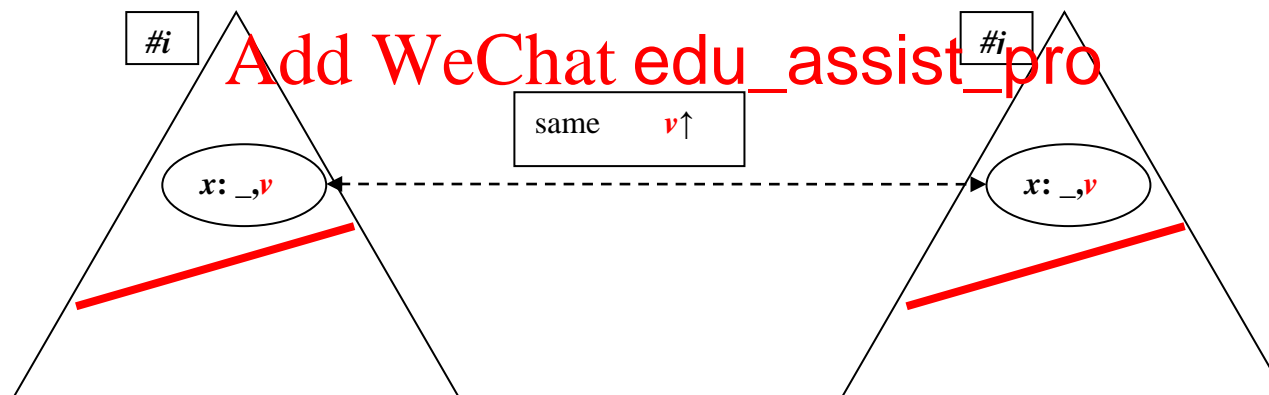 #i
#i
Add WeChat edu_assist_pro
same v↑
x: _,v
x: _,v